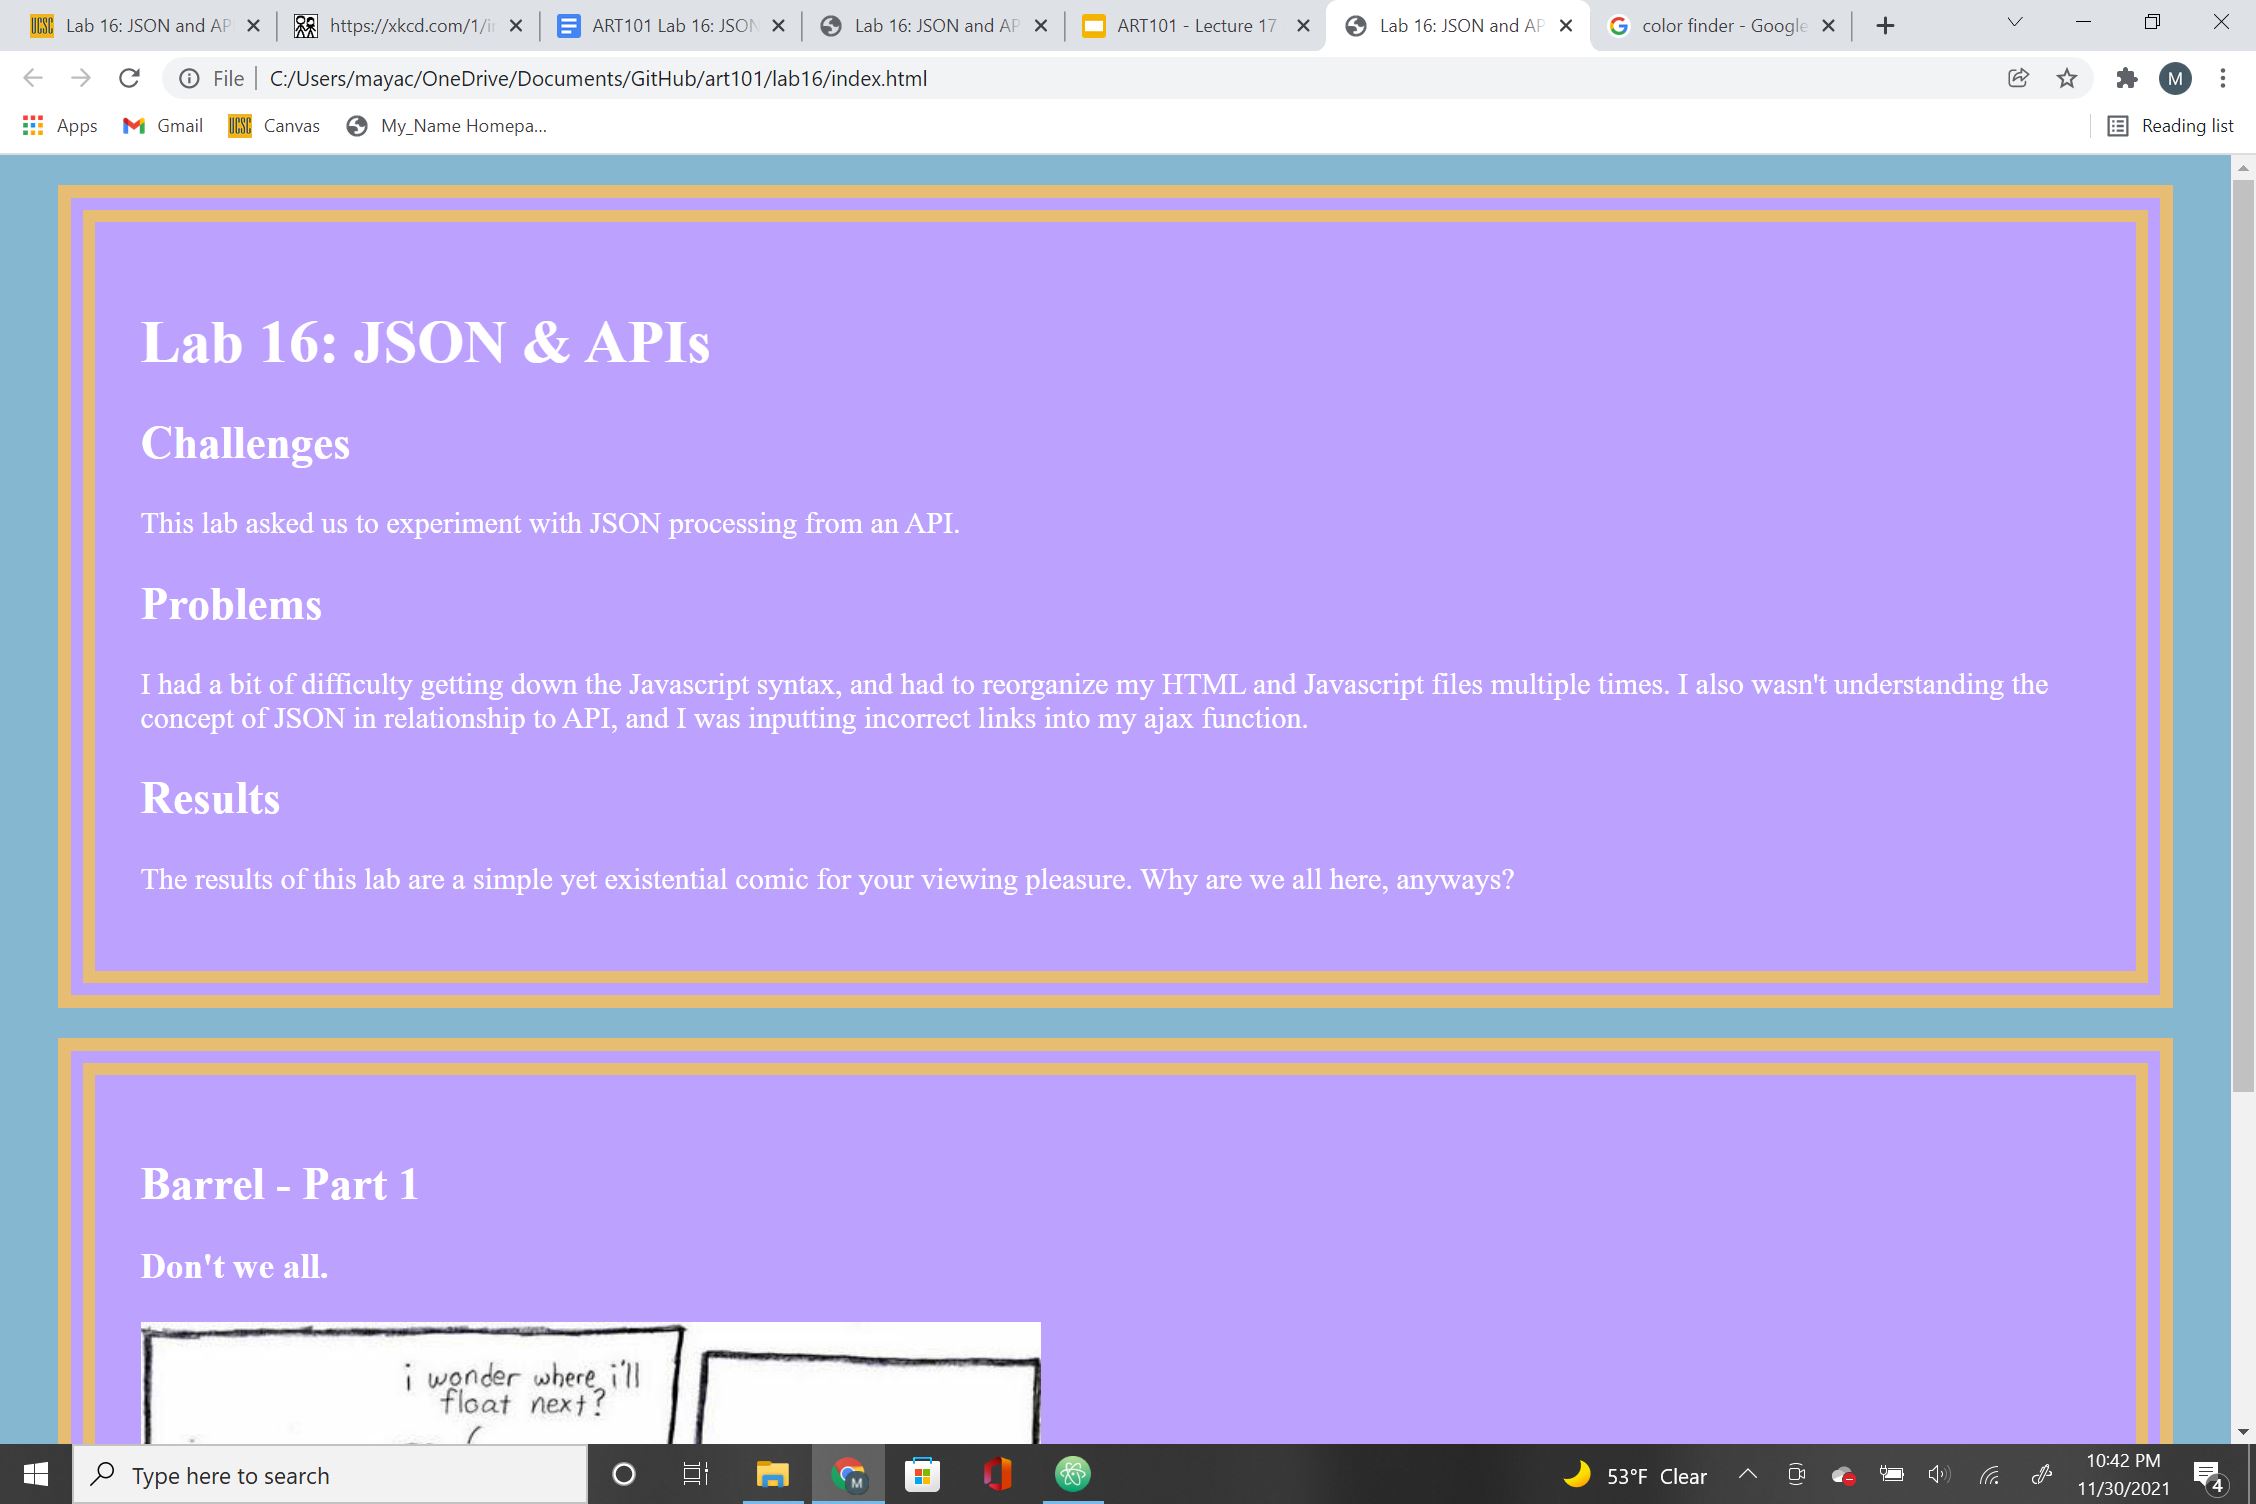 UCSC Lab 16: JSON and AP
https://xkcd.com/1/i
ART101 Lab 16: JSON
Lab 16: JSON and AP
ART101 - Lecture 17
Lab 16: JSON and AP
color finder - Google
File C:/Users/mayac/OneDrive/Documents/GitHub/art101/lab16/index.html
M
Apps Gmail UCSC Canvas My_Name Homepa... Reading list
Lab 16: JSON & APIs
Challenges
This lab asked us to experiment with JSON processing from an API.
Problems
I had a bit of difficulty getting down the Javascript syntax, and had to reorganize my HTML and Javascript files multiple times. I also wasn't understanding the
concept of JSON in relationship to API, and I was inputting incorrect links into my ajax function.
Results
The results of this lab are a simple yet existential comic for your viewing pleasure. Why are we all here, anyways?
Barrel - Part 1
Don't we all.
i wonder where i'll
float next?
Type here to search
M
53°F Clear
10:42 PM
11/30/2021
4